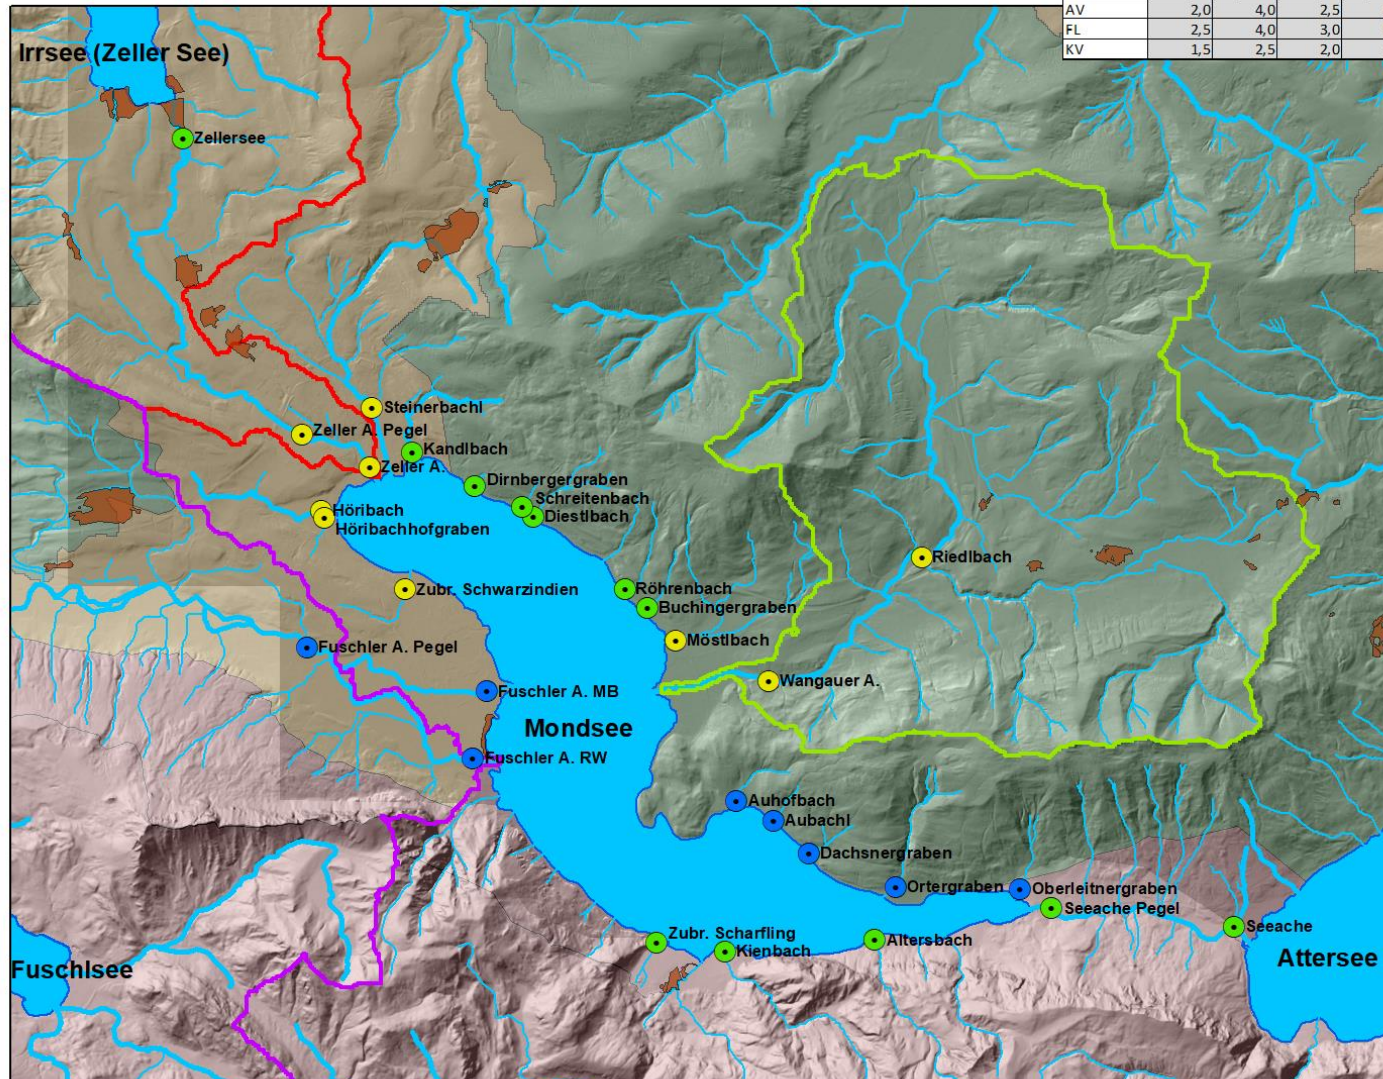 AV 2,0 4,0 2,5
FL 2,5 4,0 3,0
KV 1,5 2,5 2,0
Irrsee (Zeller See)
Zellersee
Steinerbachl
Zeller A. Pegel
Kandlbach
Zeller A.
Dirnbergergraben
Schreitenbach
Höribach
Diestlbach
Höribachhofgraben
Riedlbach
Zubr. Schwarzindien
Röhrenbach
Buchingergraben
Möstlbach
Fuschler A. Pegel
Wangauer A.
Fuschler A. MB
Mondsee
Fuschler A. RW
Auhofbach
Aubachl
Dachsnergraben
Ortergraben
Oberleitnergraben
Seeache Pegel
Seeache
Zubr. Scharfling
Altersbach
Kienbach
Attersee
Fuschlsee